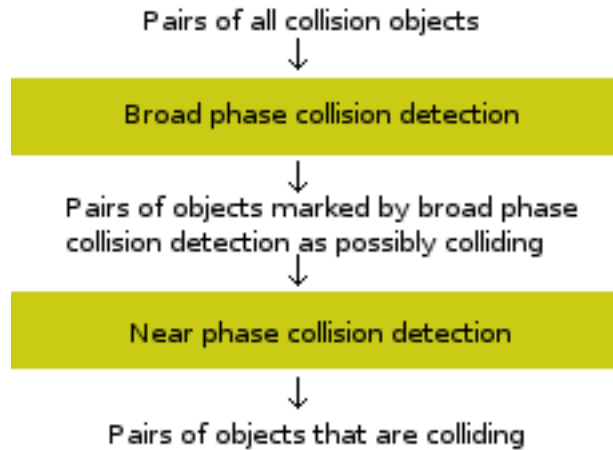 Pairs of all collision objects
Broad phase collision detection
Pairs of objects marked by broad phase
collision detection as possibly colliding
Near phase collision detection
Pairs of objects that are colliding